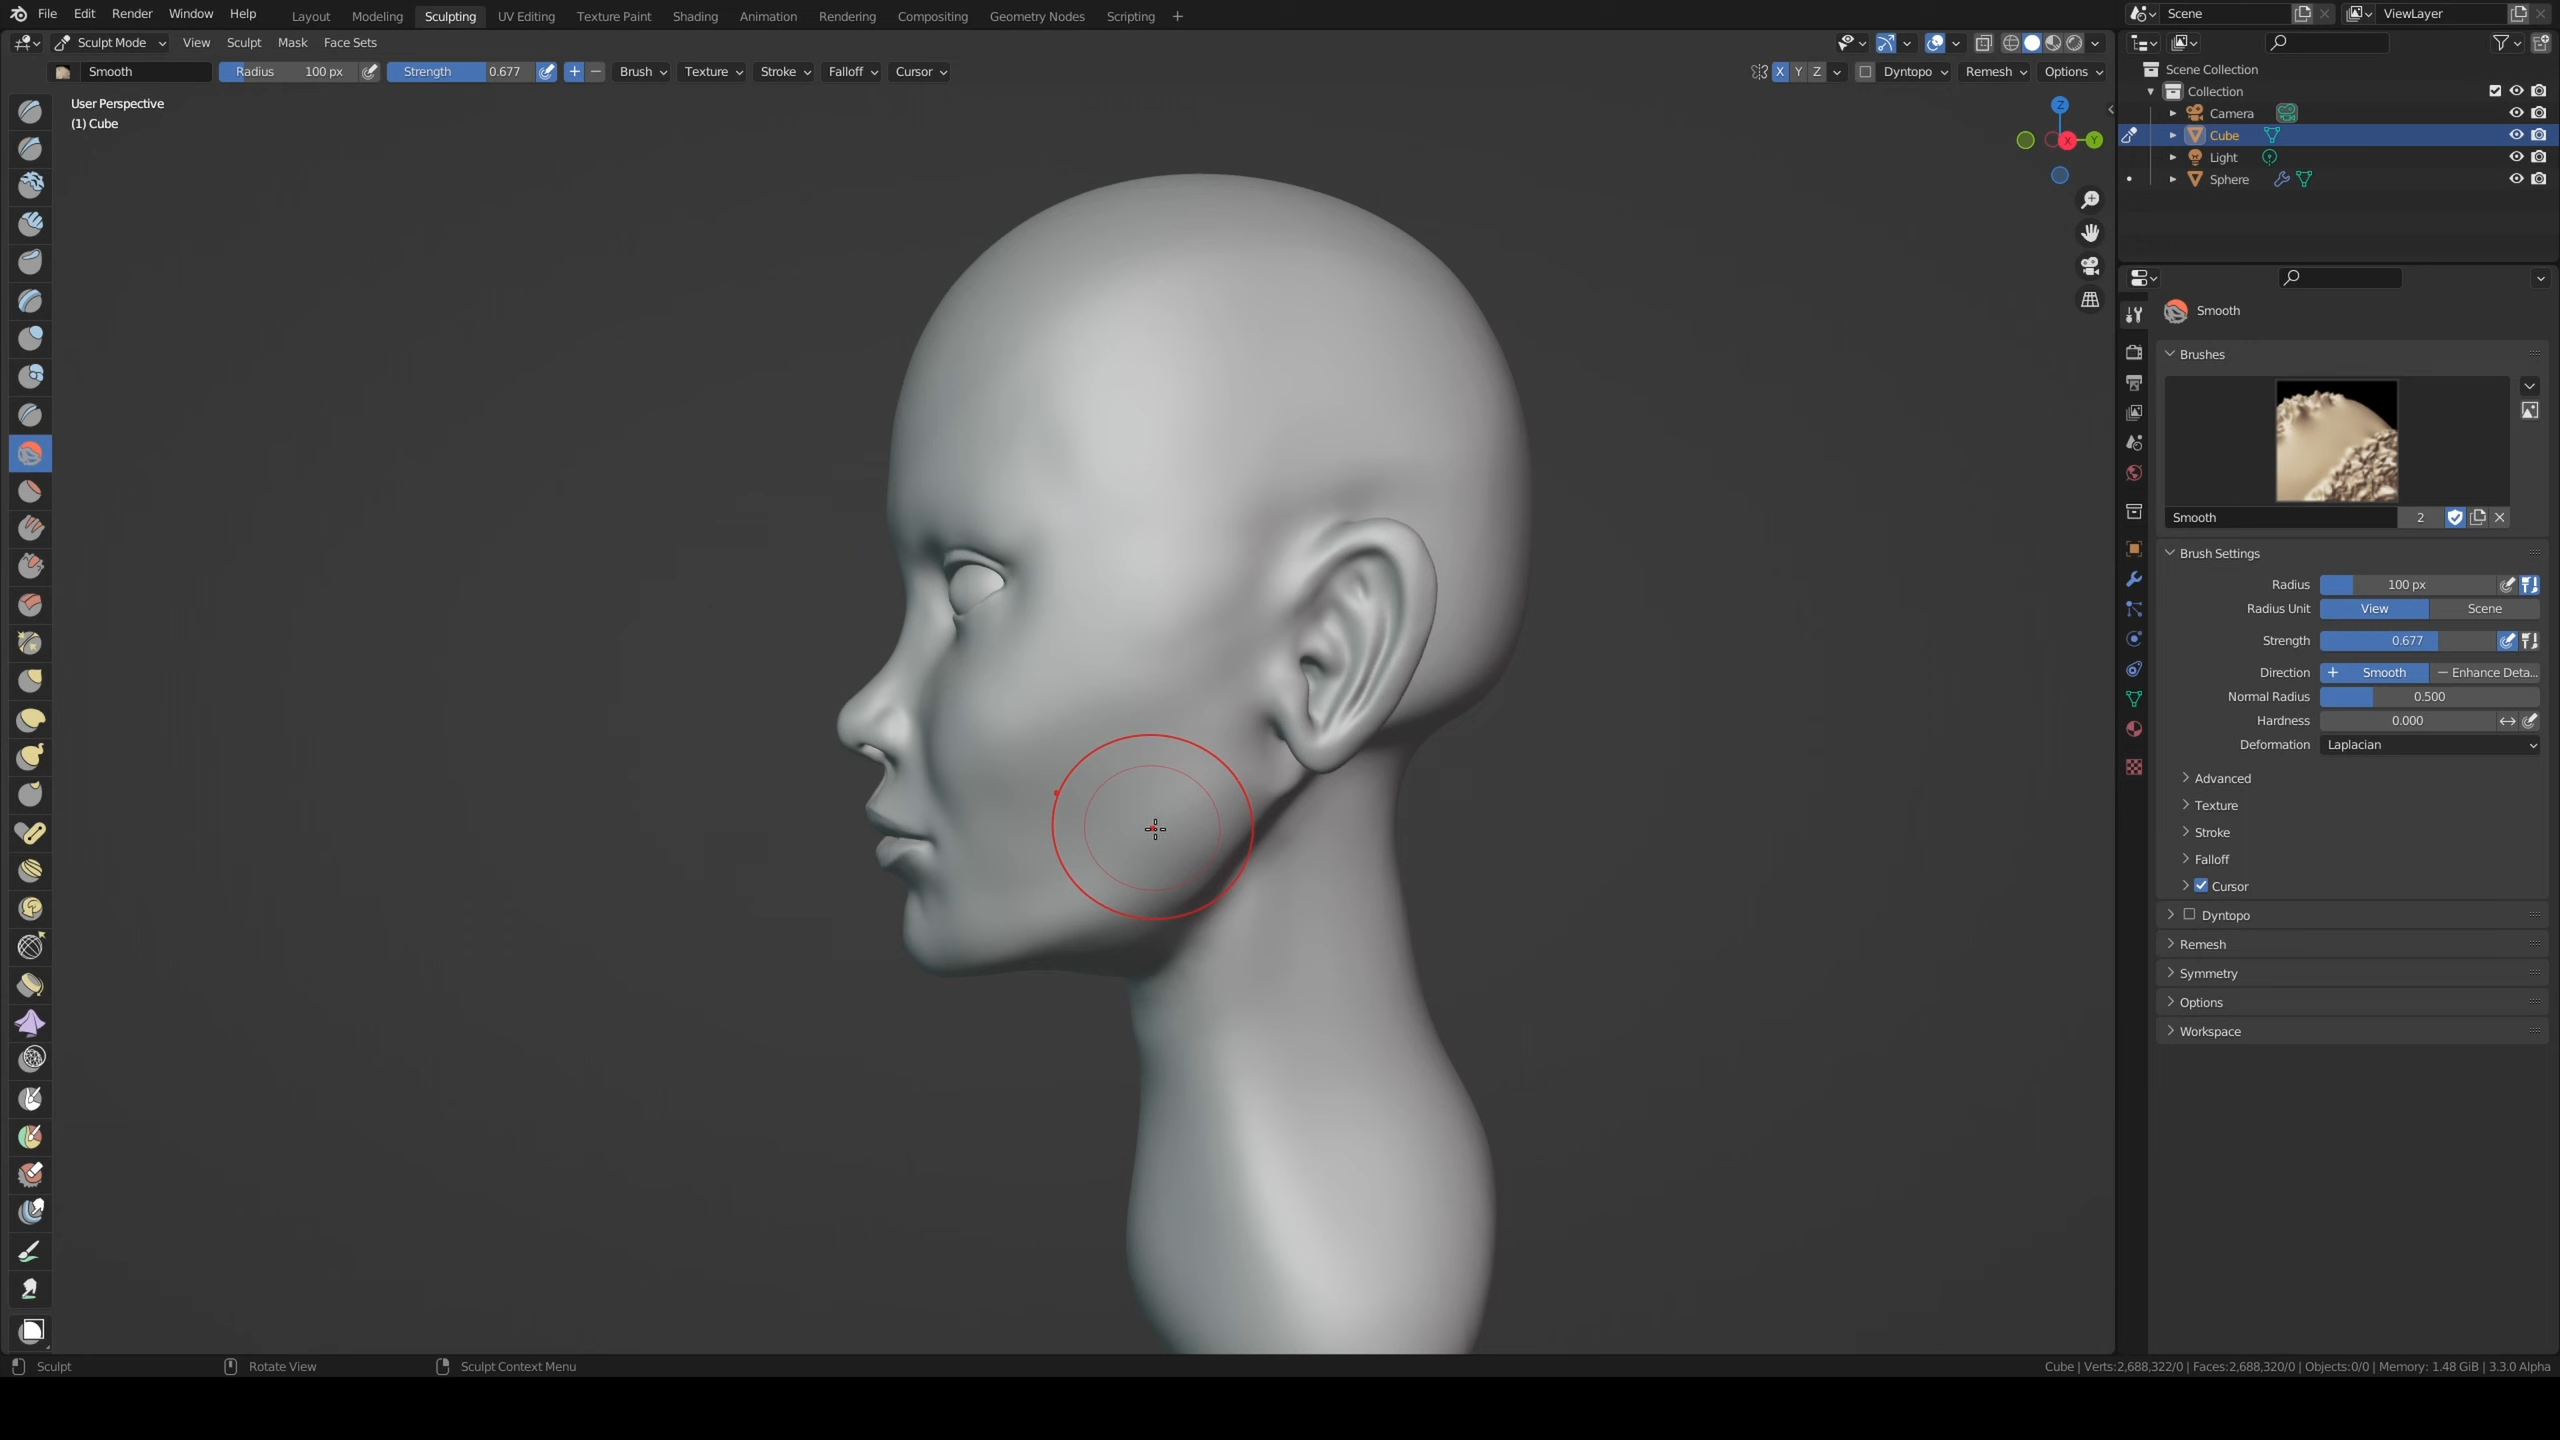 File Edit Render Window Help Layout Modeling Sculpting UV Editing Texture Paint Shading Animation Rendering Compositing Geometry Nodes Scripting + Scene ViewLayer
Sculpt Mode View Sculpt Mask Face Sets
Smooth Radius 100 px Strength 0.677 + − Brush Texture Stroke Falloff Cursor X Y Z Dyntopo Remesh Options
User Perspective
(1) Cube
Z
X
Y
Scene Collection
Collection
Camera
Cube
Light
Sphere
Smooth
Brushes
Smooth 2
Brush Settings
Radius 100 px
Radius Unit View Scene
Strength 0.677
Direction + Smooth − Enhance Deta...
Normal Radius 0.500
Hardness 0.000
Deformation Laplacian
Advanced
Texture
Stroke
Falloff
Cursor
Dyntopo
Remesh
Symmetry
Options
Workspace
Sculpt Rotate View Sculpt Context Menu Cube | Verts:2,688,322/0 | Faces:2,688,320/0 | Objects:0/0 | Memory: 1.48 GiB | 3.3.0 Alpha